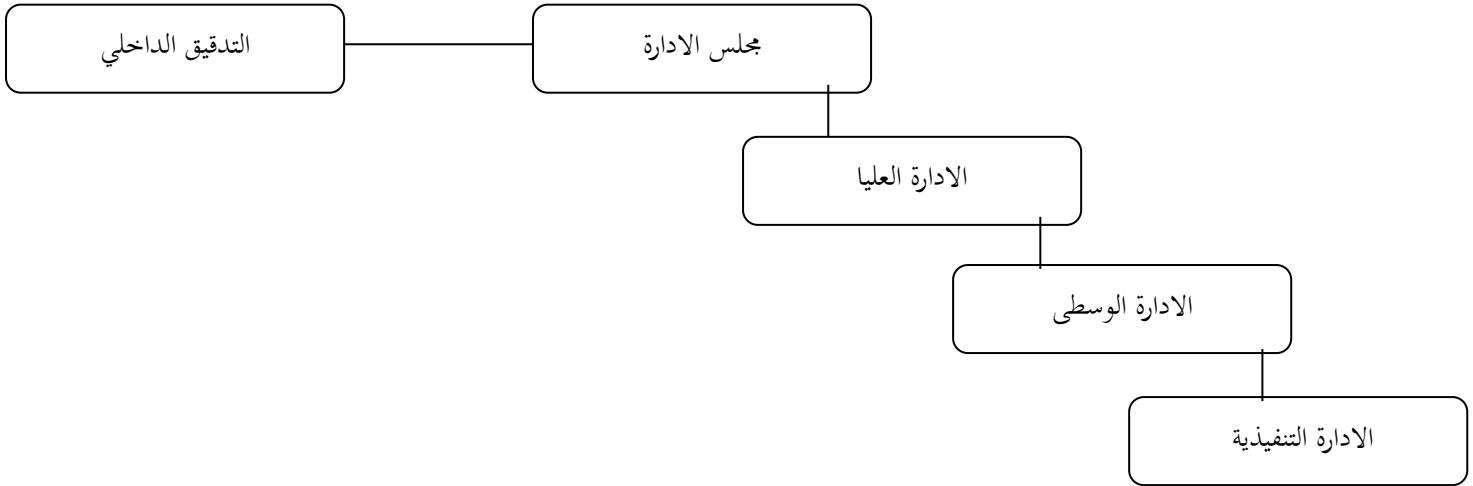 مجلس الادارة
التدقيق الداخلي
الادارة العليا
الادارة الوسطى
الادارة التنفيذية